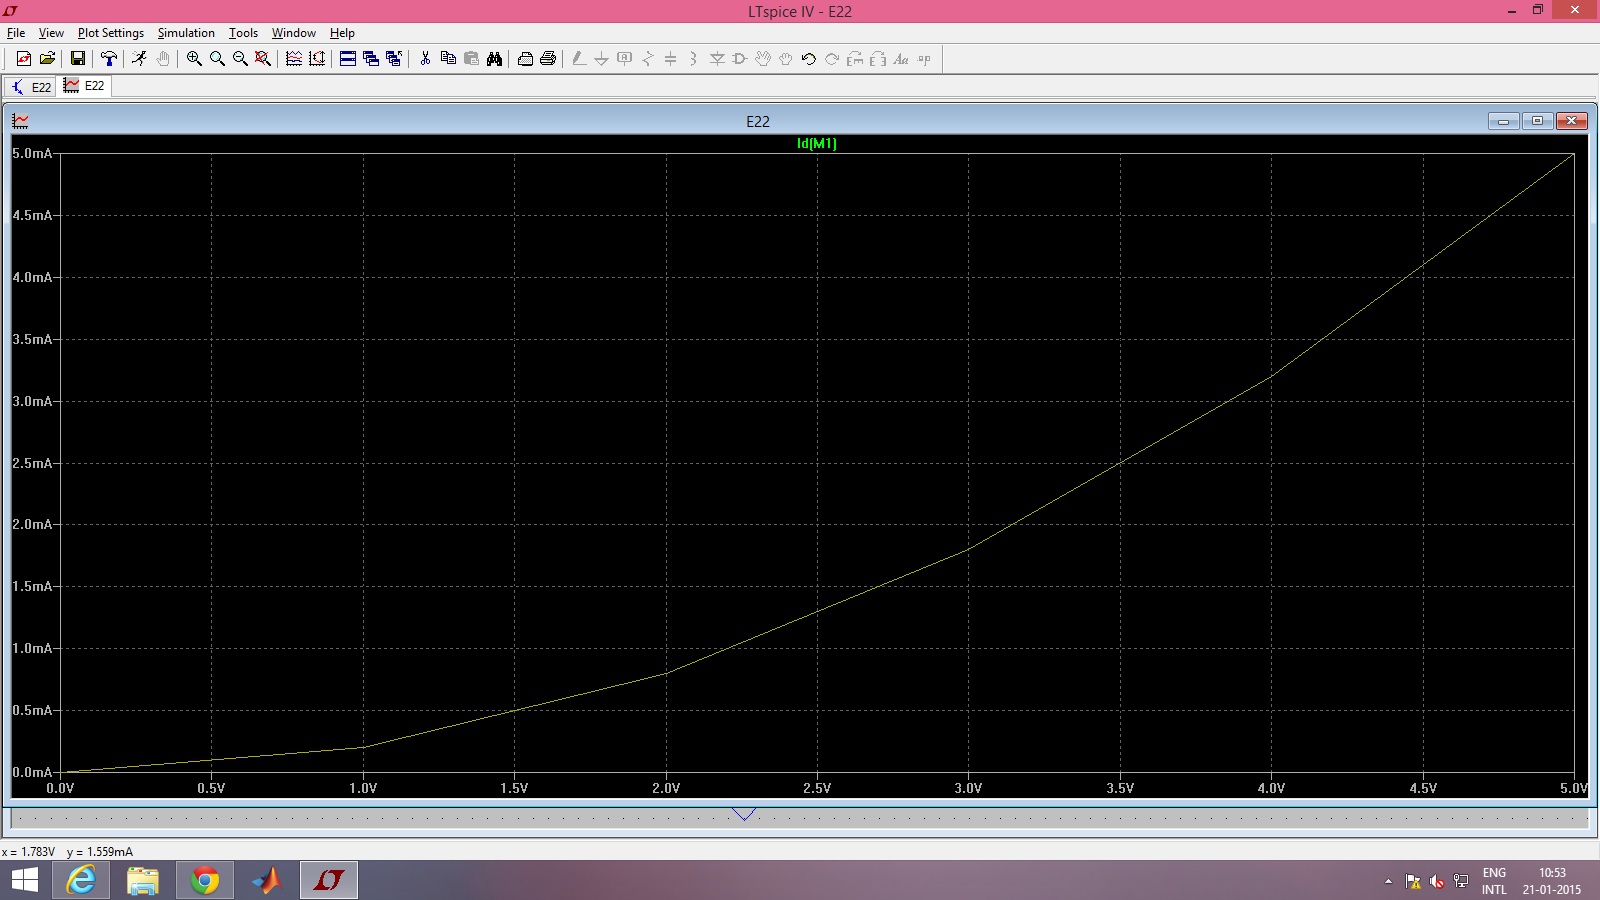 LTspice IV - E22
File View Plot Settings Simulation Tools Window Help
E22 E22
E22
Id(M1)
5.0mA
4.5mA
4.0mA
3.5mA
3.0mA
2.5mA
2.0mA
1.5mA
1.0mA
0.5mA
0.0mA
0.0V 0.5V 1.0V 1.5V 2.0V 2.5V 3.0V 3.5V 4.0V 4.5V 5.0V
x = 1.783V y = 1.559mA
ENG 10:53
INTL 21-01-2015